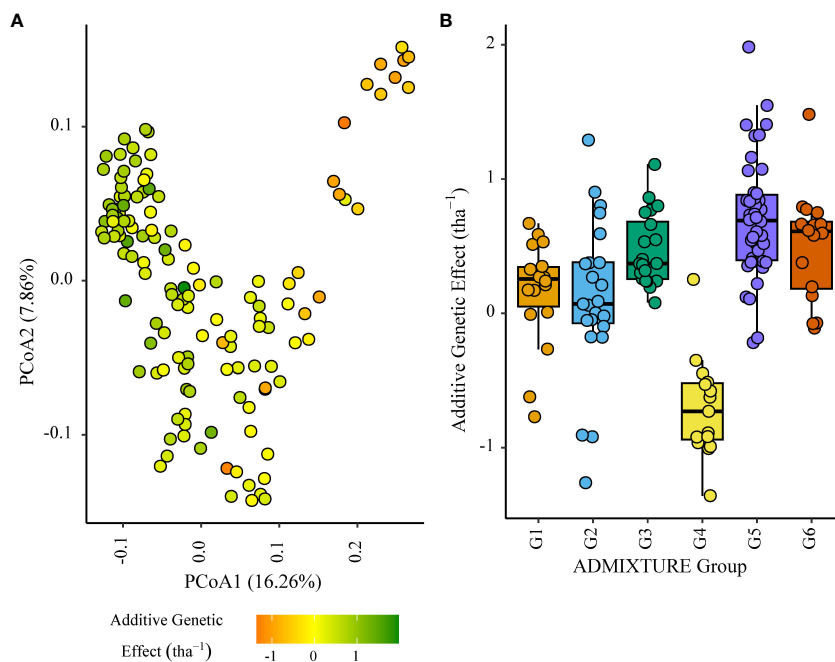 A
B
PCoA2 (7.86%)
0.1
0.0
-0.1
-0.1
0.0
0.1
0.2
PCoA1 (16.26%)
Additive Genetic
Effect (tha⁻¹)
-1
0
1
Additive Genetic Effect (tha⁻¹)
2
1
0
-1
G1
G2
G3
G4
G5
G6
ADMIXTURE Group